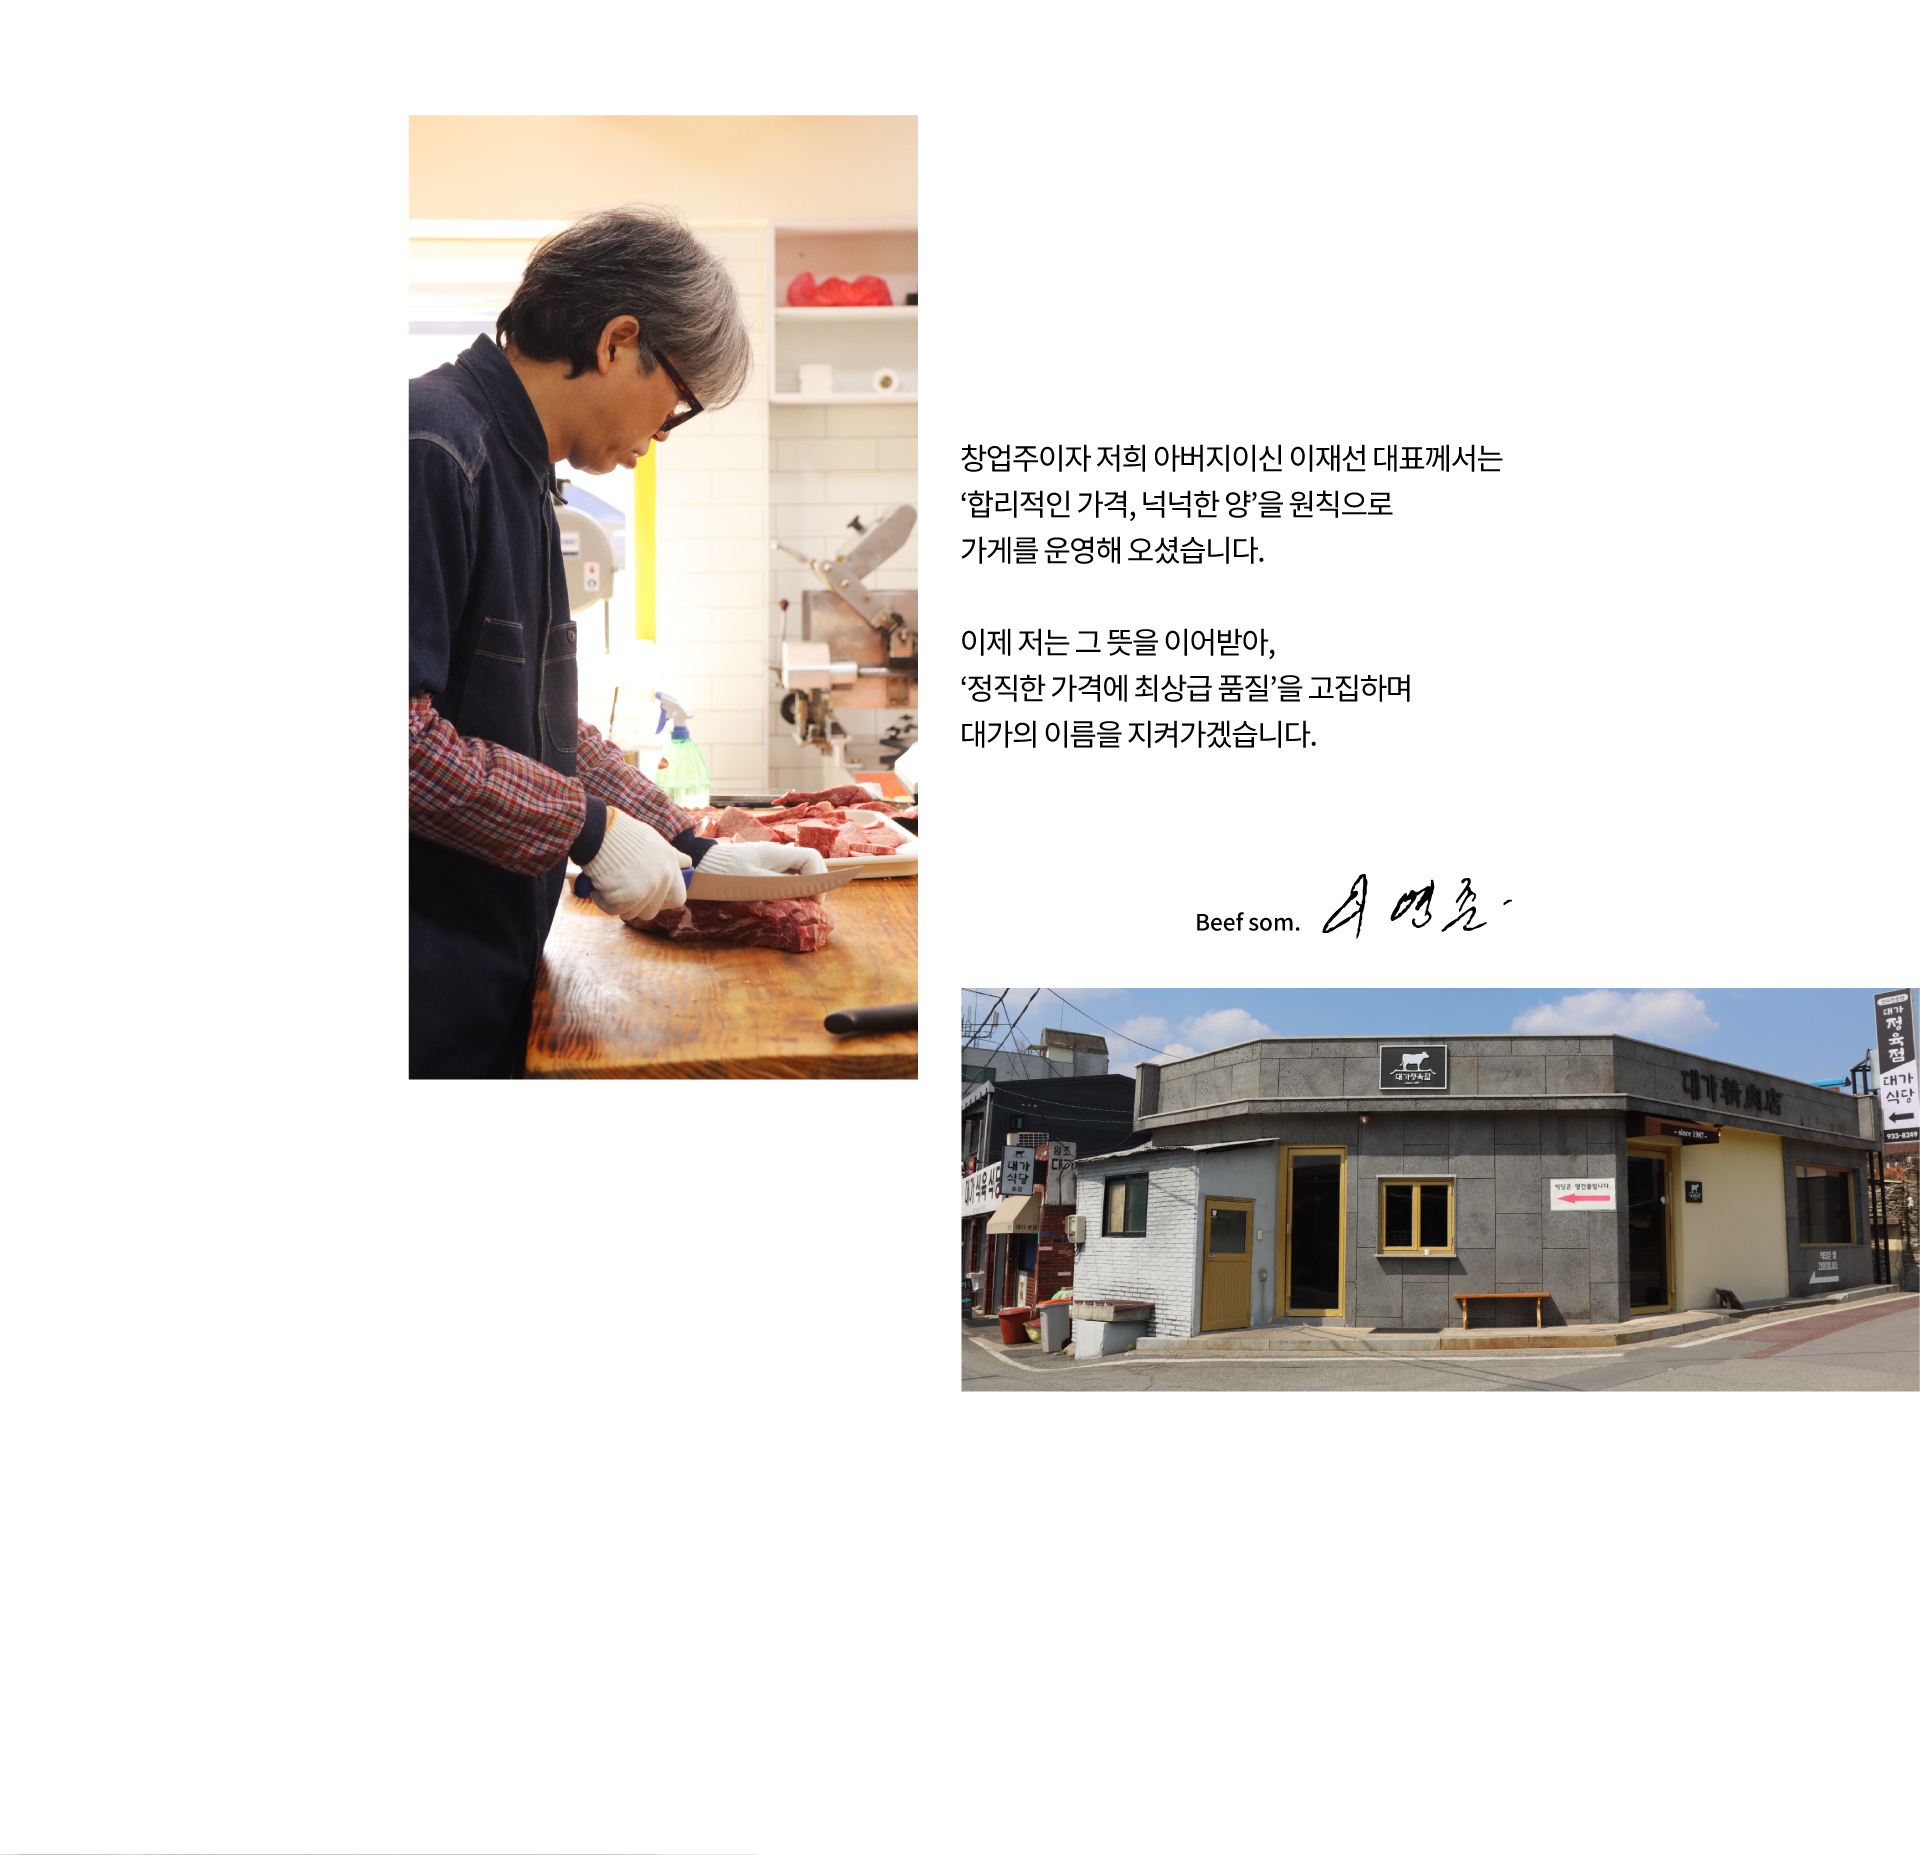 창업주이자 저희 아버지이신 이재선 대표께서는
‘합리적인 가격, 넉넉한 양’을 원칙으로
가게를 운영해 오셨습니다.
이제 저는 그 뜻을 이어받아,
‘정직한 가격에 최상급 품질’을 고집하며
대가의 이름을 지켜가겠습니다.
Beef som.
대가정육점
대가精肉店
- since 1987 -
식당은 옆건물입니다.
대가
정육점
대가
식당
933-8249
대가
식당